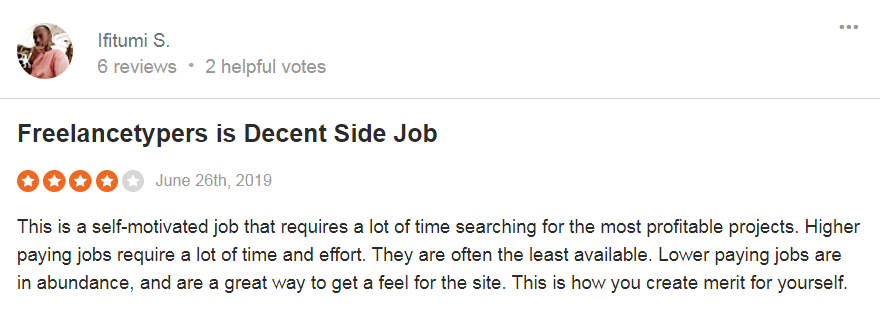 Ifitumi S.
6 reviews • 2 helpful votes
Freelancetypers is Decent Side Job
June 26th, 2019
This is a self-motivated job that requires a lot of time searching for the most profitable projects. Higher
paying jobs require a lot of time and effort. They are often the least available. Lower paying jobs are
in abundance, and are a great way to get a feel for the site. This is how you create merit for yourself.